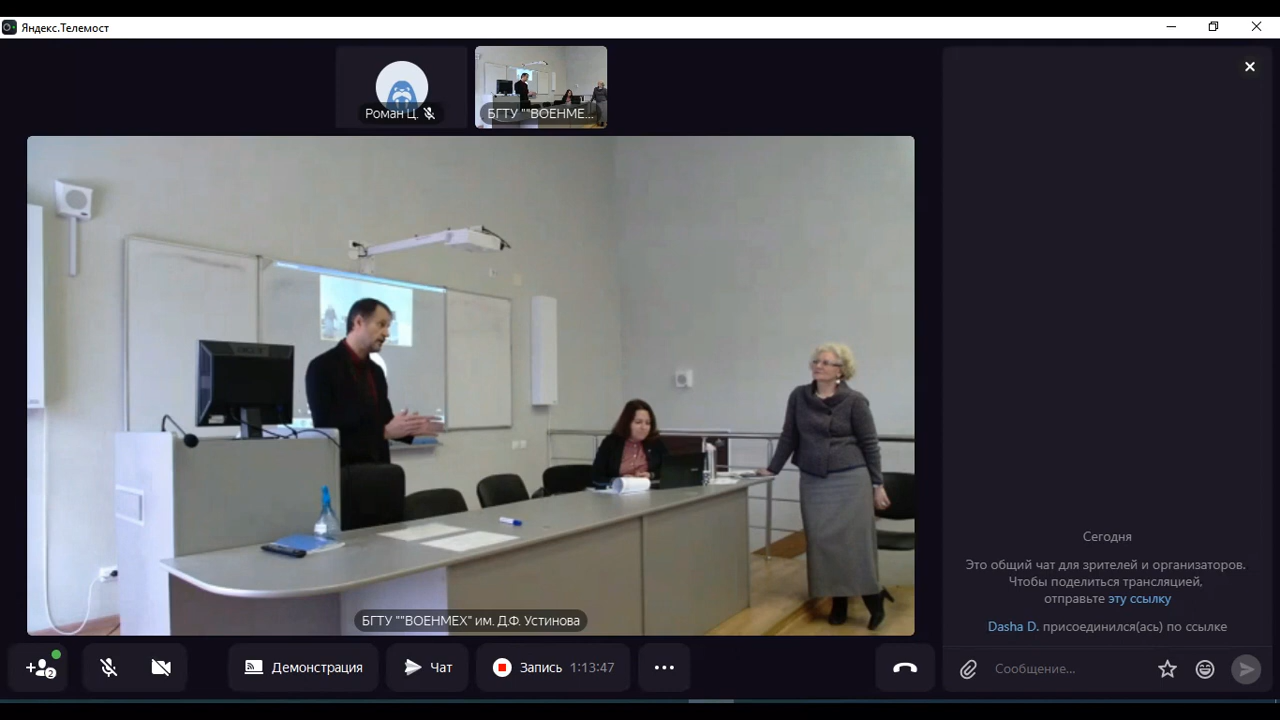 Яндекс.Телемост
Роман Ц.
БГТУ ""ВОЕНМЕ...
БГТУ ""ВОЕНМЕХ" им. Д.Ф. Устинова
Сегодня
Это общий чат для зрителей и организаторов.
Чтобы поделиться трансляцией,
отправьте эту ссылку
Dasha D. присоединился(ась) по ссылке
2
Демонстрация
Чат
Запись 1:13:47
Сообщение...